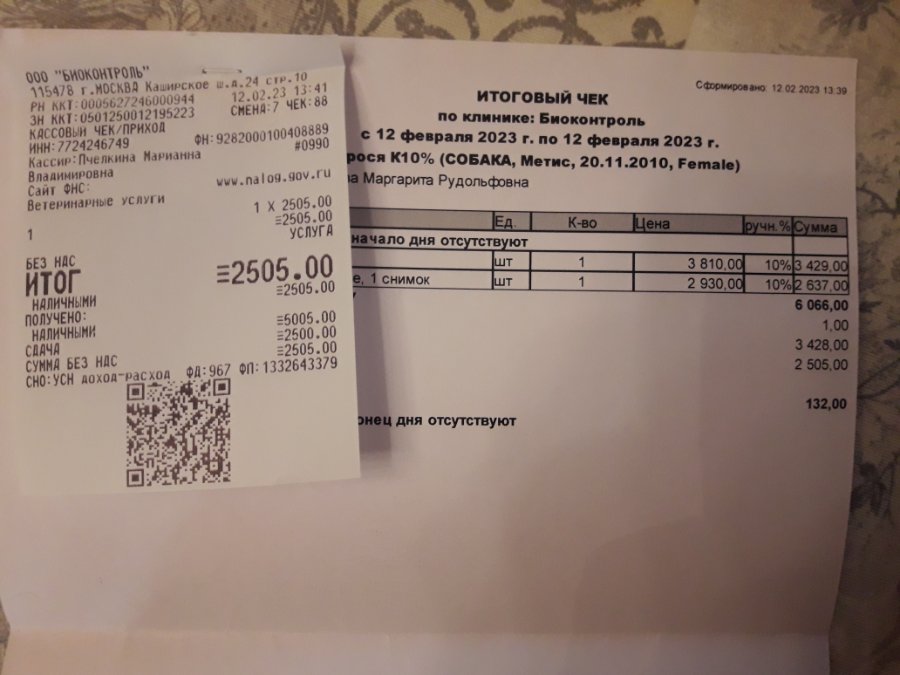 ООО "БИОКОНТРОЛЬ"
115478 г.МОСКВА Каширское ш.д.24 стр.10
РН ККТ:0005627246000944 12.02.23 13:41
ЗН ККТ:0501250012195223 СМЕНА:7 ЧЕК:88
КАССОВЫЙ ЧЕК/ПРИХОД
ИНН:7724246749 ФН:9282000100408889
Кассир:Пчелкина Марианна #0990
Владимировна
Сайт ФНС: www.nalog.gov.ru
Ветеринарные услуги
1 X 2505.00
≡2505.00
1 УСЛУГА
БЕЗ НДС
ИТОГ ≡2505.00
НАЛИЧНЫМИ ≡2505.00
ПОЛУЧЕНО:
НАЛИЧНЫМИ ≡5005.00
СДАЧА ≡2500.00
СУММА БЕЗ НДС ≡2505.00
СНО:УСН доход-расход ФД:967 ФП:1332643379
Сформировано: 12.02.2023 13:39
ИТОГОВЫЙ ЧЕК
по клинике: Биоконтроль
с 12 февраля 2023 г. по 12 февраля 2023 г.
рося К10% (СОБАКА, Метис, 20.11.2010, Female)
Маргарита Рудольфовна
Ед. К-во Цена ручн.% Сумма
начало дня отсутствуют
шт 1 3 810,00 10% 3 429,00
е, 1 снимок шт 1 2 930,00 10% 2 637,00
6 066,00
1,00
3 428,00
2 505,00
132,00
онец дня отсутствуют